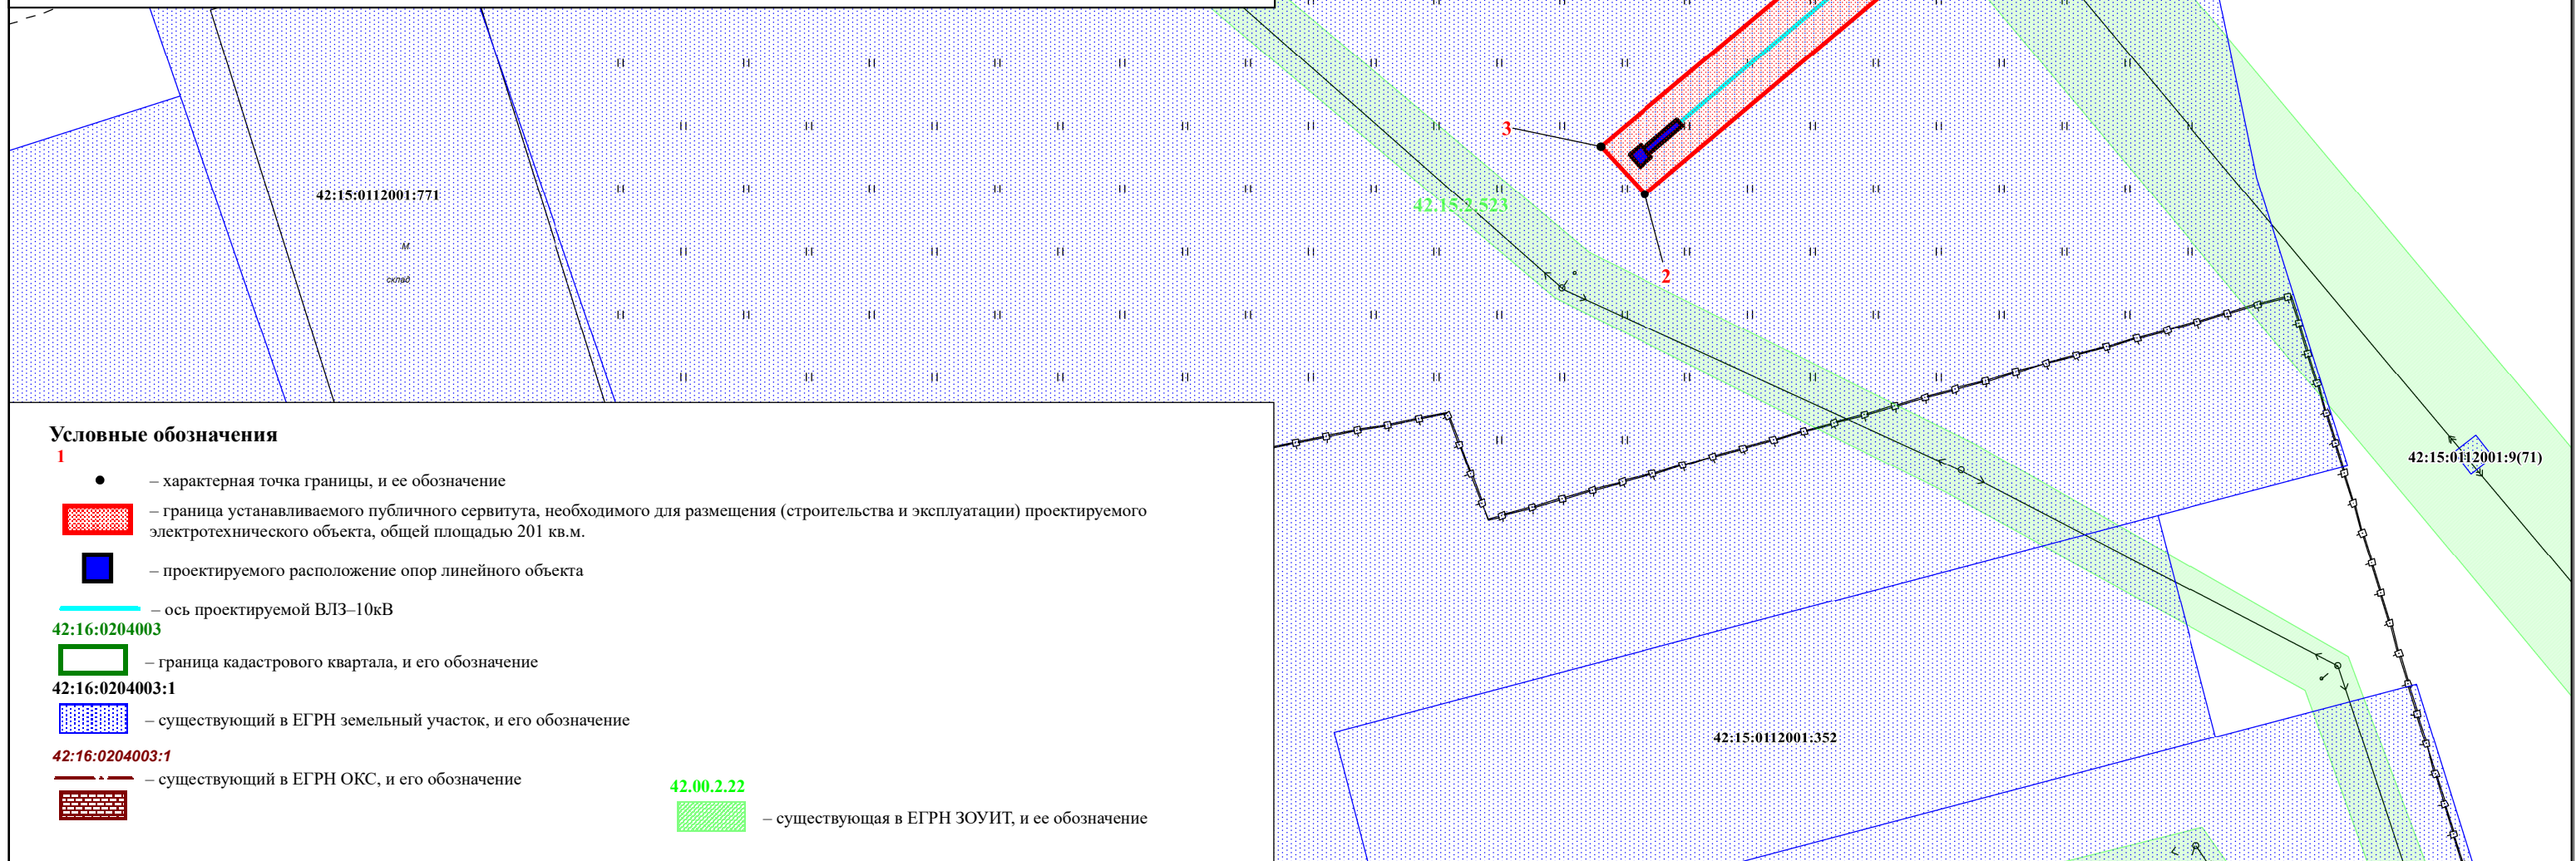 3
42:15:0112001:771
42.15.2.523
м
2
склад
Условные обозначения
1
– характерная точка границы, и ее обозначение
42:15:0112001:9(71)
– граница устанавливаемого публичного сервитута, необходимого для размещения (строительства и эксплуатации) проектируемого
электротехнического объекта, общей площадью 201 кв.м.
– проектируемого расположение опор линейного объекта
– ось проектируемой ВЛЗ–10кВ
42:16:0204003
– граница кадастрового квартала, и его обозначение
42:16:0204003:1
– существующий в ЕГРН земельный участок, и его обозначение
42:15:0112001:352
42:16:0204003:1
– существующий в ЕГРН ОКС, и его обозначение
42.00.2.22
– существующая в ЕГРН ЗОУИТ, и ее обозначение